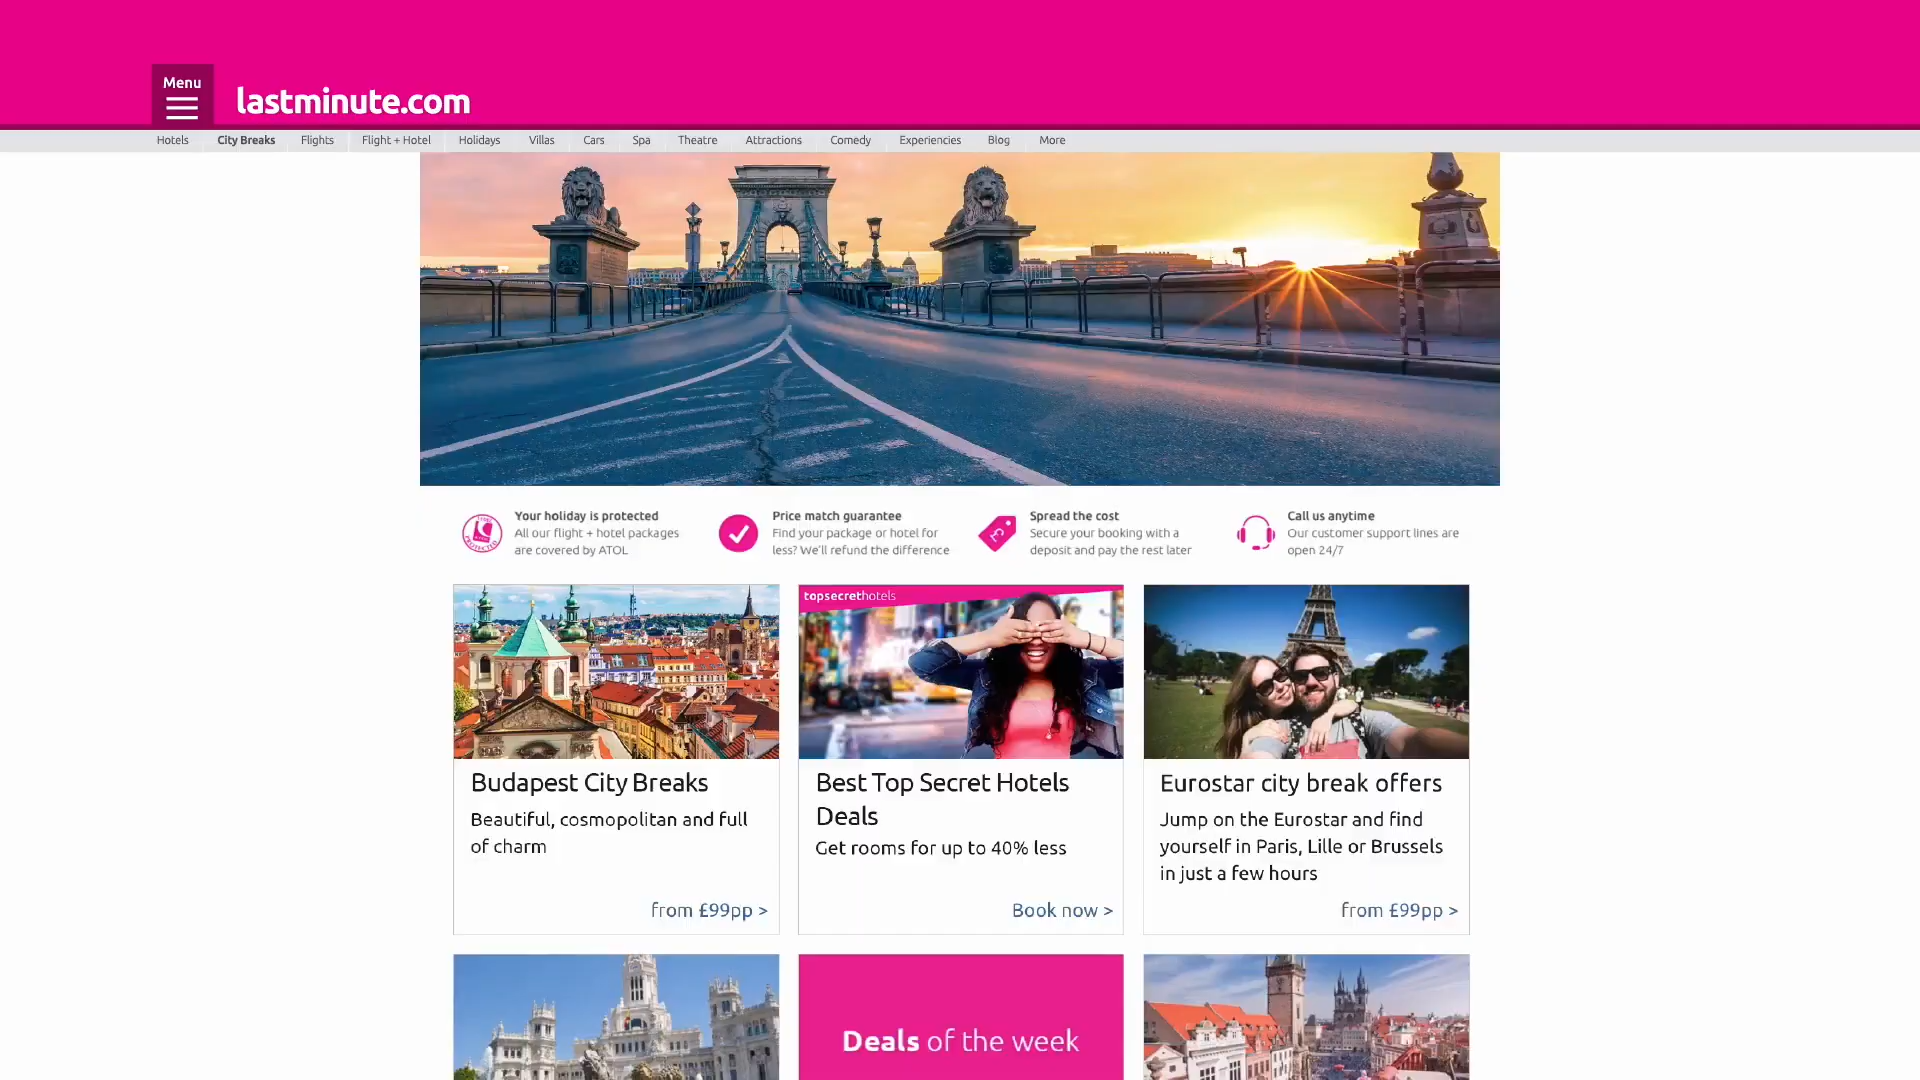 Menu
lastminute.com
Hotels City Breaks Flights Flight + Hotel Holidays Villas Cars Spa Theatre Attractions Comedy Experiencies Blog More
Your holiday is protected
All our flight + hotel packages
are covered by ATOL
Price match guarantee
Find your package or hotel for
less? We'll refund the difference
Spread the cost
Secure your booking with a
deposit and pay the rest later
Call us anytime
Our customer support lines are
open 24/7
Budapest City Breaks
Beautiful, cosmopolitan and full
of charm
from £99pp >
topsecrethotels
Best Top Secret Hotels
Deals
Get rooms for up to 40% less
Book now >
Eurostar city break offers
Jump on the Eurostar and find
yourself in Paris, Lille or Brussels
in just a few hours
from £99pp >
Deals of the week